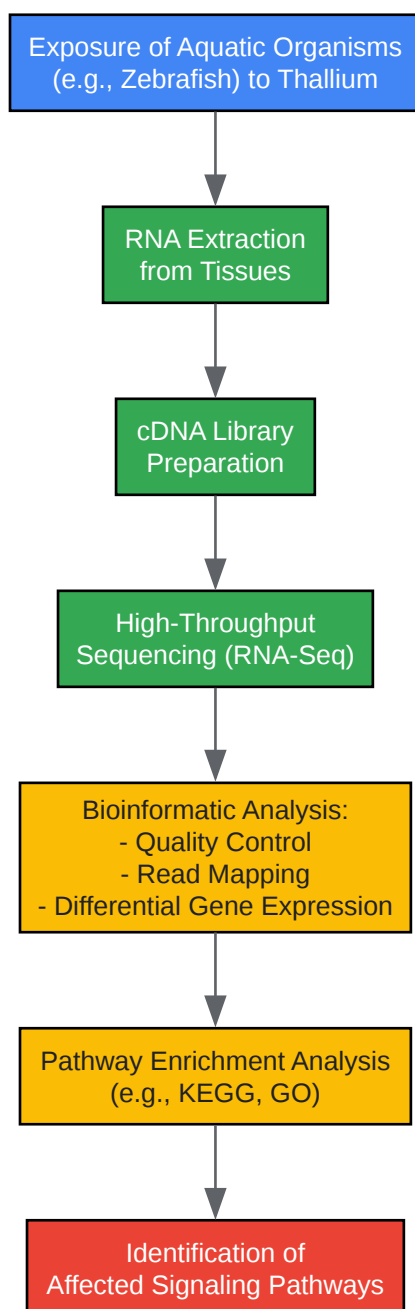 Exposure of Aquatic Organisms
(e.g., Zebrafish) to Thallium
RNA Extraction
from Tissues
cDNA Library
Preparation
High-Throughput
Sequencing (RNA-Seq)
Bioinformatic Analysis:
- Quality Control
- Read Mapping
- Differential Gene Expression
Pathway Enrichment Analysis
(e.g., KEGG, GO)
Identification of
Affected Signaling Pathways